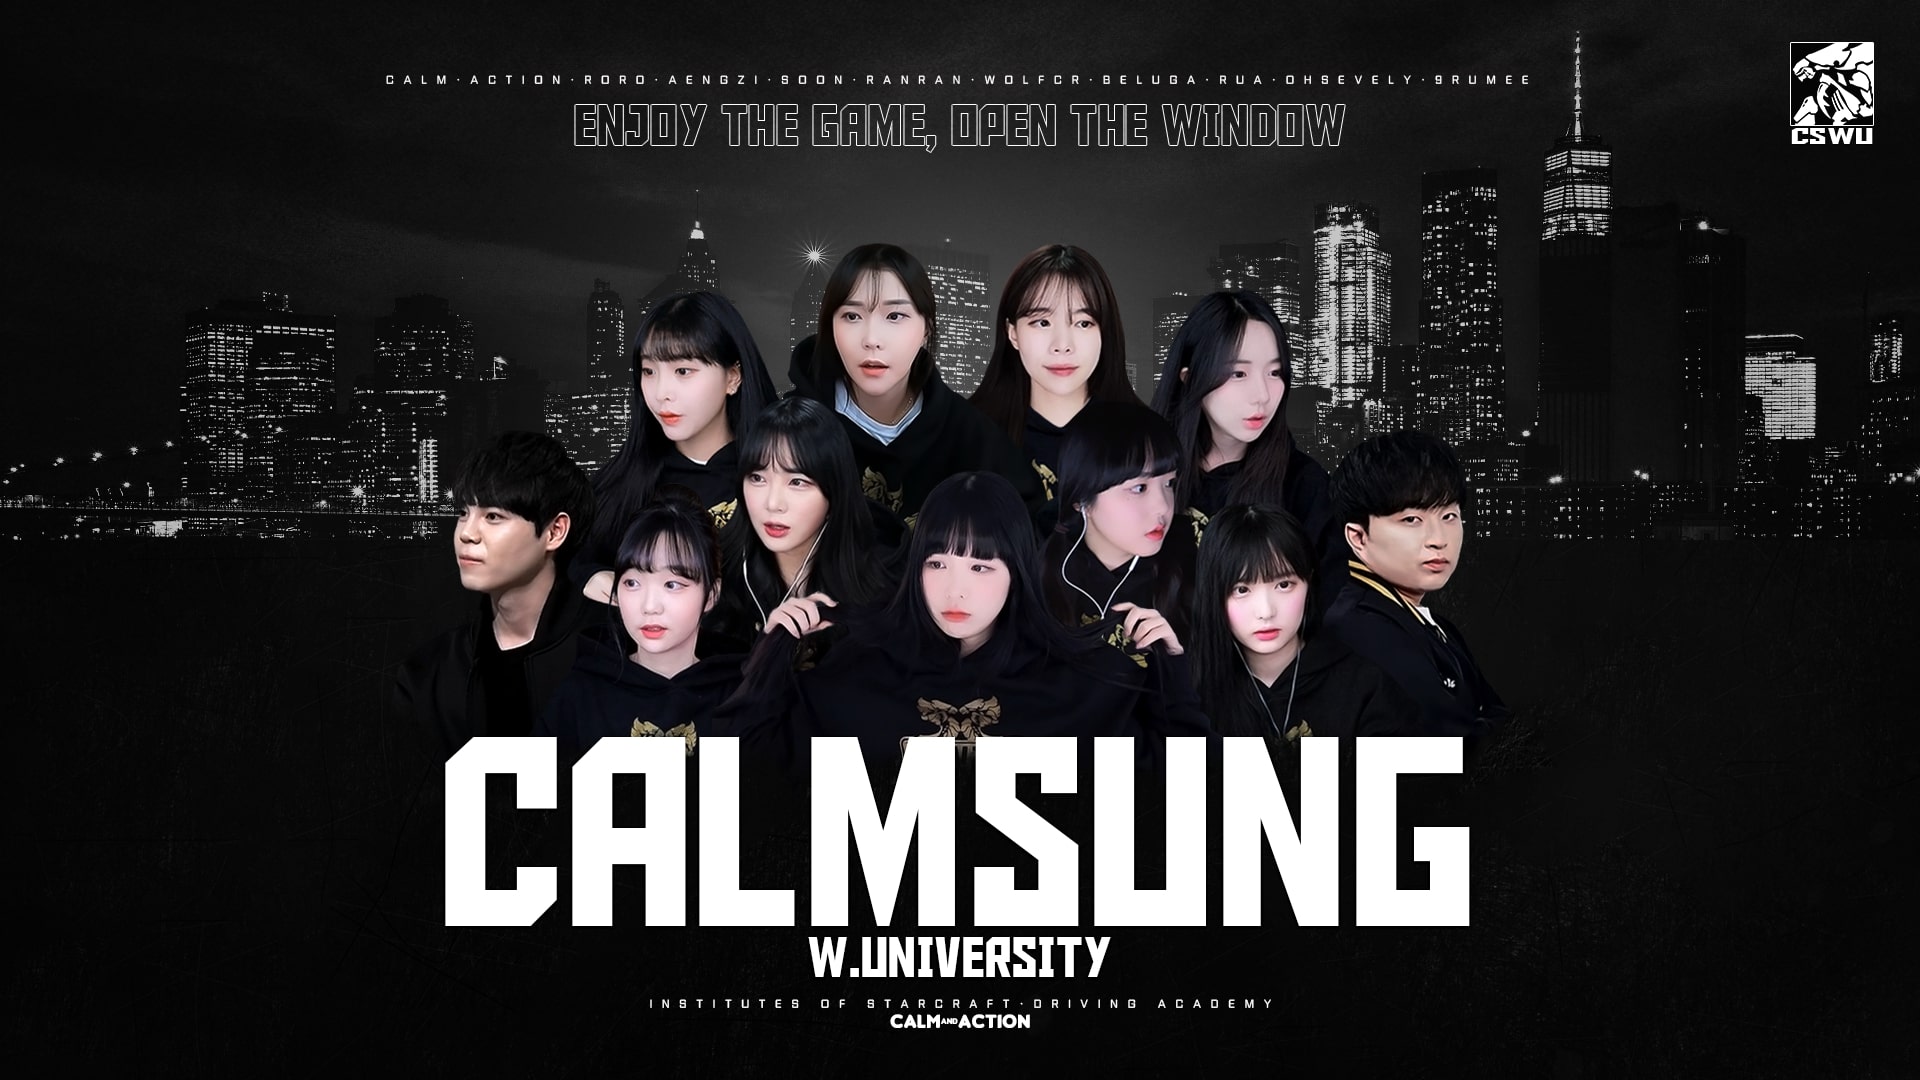 CALM·ACTION·RORO·AENGZI·SOON·RANRAN·WOLFCR·BELUGA·RUA·OHSEVELY·9RUMEE
ENJOY THE GAME, OPEN THE WINDOW
CSWU
CALMSUNG
W.UNIVERSITY
INSTITUTES OF STARCRAFT·DRIVING ACADEMY
CALM AND ACTION